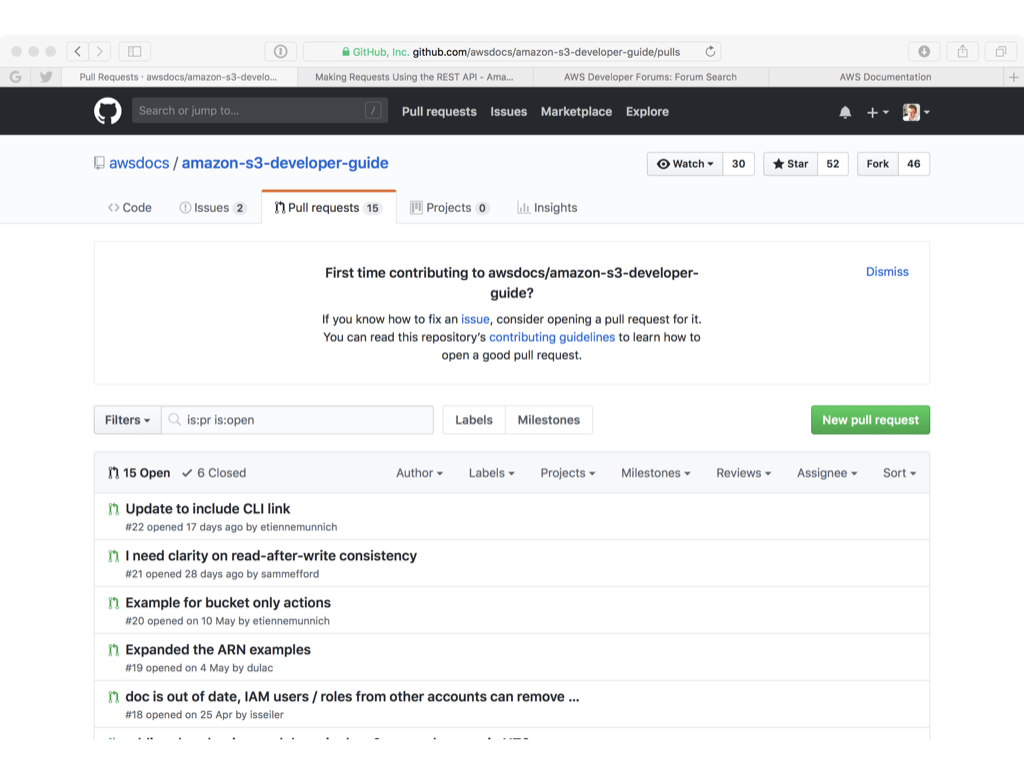 GitHub, Inc. github.com/awsdocs/amazon-s3-developer-guide/pulls
Pull Requests · awsdocs/amazon-s3-develo... Making Requests Using the REST API - Ama... AWS Developer Forums: Forum Search AWS Documentation
Search or jump to... / Pull requests Issues Marketplace Explore
awsdocs / amazon-s3-developer-guide Watch 30 Star 52 Fork 46
Code Issues 2 Pull requests 15 Projects 0 Insights
First time contributing to awsdocs/amazon-s3-developer- Dismiss
guide?
If you know how to fix an issue, consider opening a pull request for it.
You can read this repository's contributing guidelines to learn how to
open a good pull request.
Filters is:pr is:open Labels Milestones New pull request
15 Open 6 Closed Author Labels Projects Milestones Reviews Assignee Sort
Update to include CLI link
#22 opened 17 days ago by etiennemunnich
I need clarity on read-after-write consistency
#21 opened 28 days ago by sammefford
Example for bucket only actions
#20 opened on 10 May by etiennemunnich
Expanded the ARN examples
#19 opened on 4 May by dulac
doc is out of date, IAM users / roles from other accounts can remove ...
#18 opened on 25 Apr by isseiler